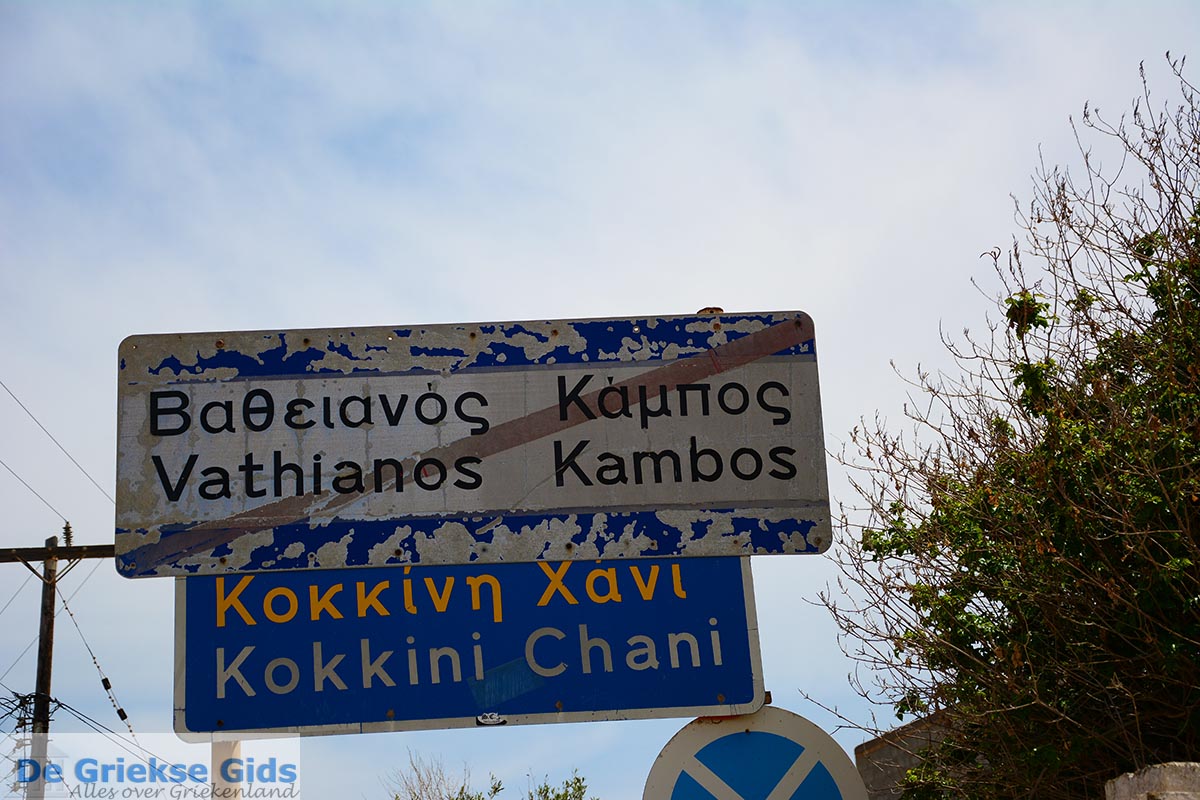 Βαθειανός Κάμπος
Vathianos Kambos
Κοκκίνη Χάνι
Kokkini Chani
De Griekse Gids
Alles over Griekenland